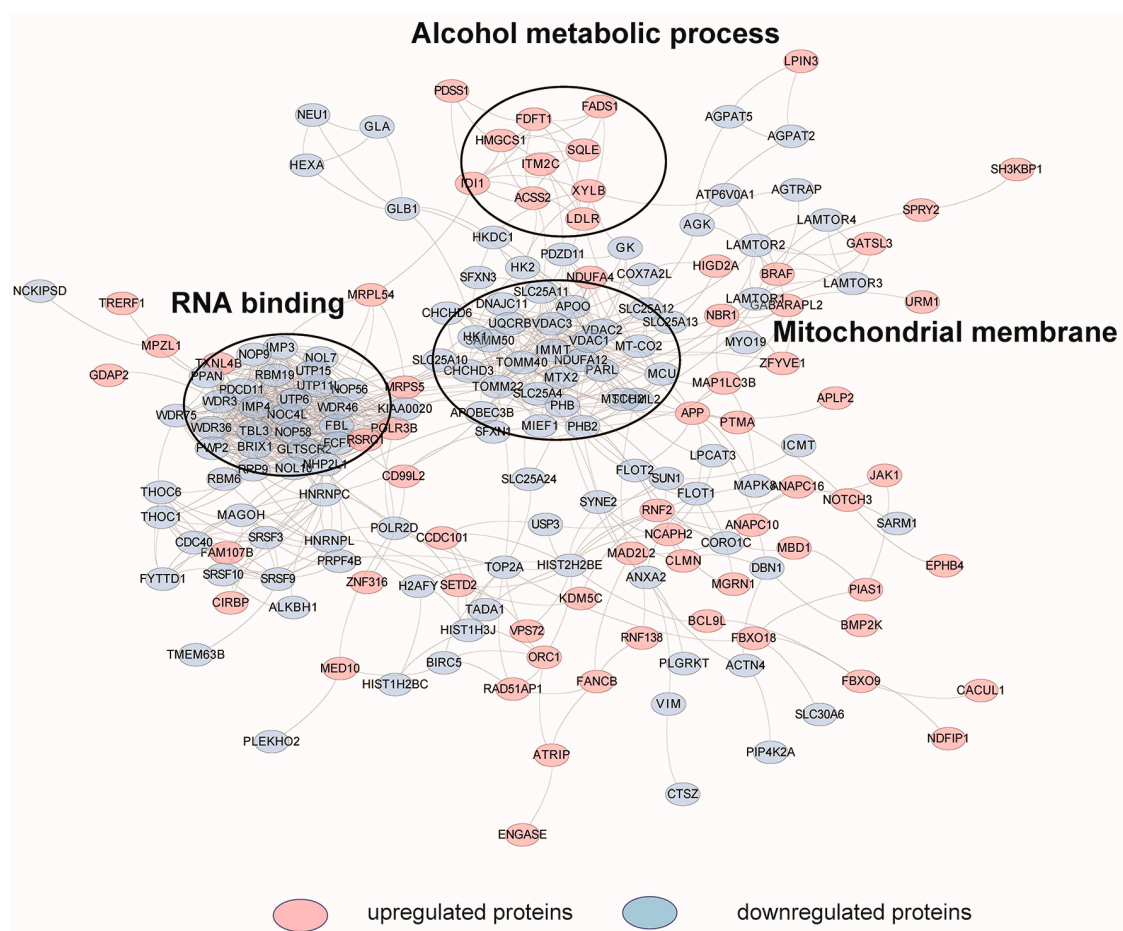 Alcohol metabolic process
LPIN3
PDSS1
FADS1
NEU1
GLA
FDFT1
AGPAT5
AGPAT2
HMGCS1
SQLE
HEXA
ITM2C
SH3KBP1
IDI1
XYLB
ACSS2
ATP6V0A1
AGTRAP
GLB1
LDLR
SPRY2
AGK
LAMTOR4
HKDC1
PDZD11
GK
LAMTOR2
GATSL3
HK2
HIGD2A
SFXN3
NDUFA4
COX7A2L
BRAF
LAMTOR3
NCKIPSD
TRERF1
RNA binding
MRPL54
SLC25A11
DNAJC11
APOO
LAMTOR1
GABARAPL2
URM1
CHCHD6
SLC25A12
SLC25A13
NBR1
UQCRB
VDAC3
VDAC2
Mitochondrial membrane
HK1
SAMM50
VDAC1
MT-CO2
MYO19
MPZL1
IMP3
NOP9
NOL7
IMMT
SLC25A10
TOMM40
NDUFA12
TXNL4B
UTP15
CHCHD3
PARL
MCU
ZFYVE1
GDAP2
PPAN
RBM19
MTX2
MAP1LC3B
PDCD11
UTP11L
NOP56
MRPS5
TOMM22
SLC25A4
WDR3
UTP6
MTCH2
APLP2
IMP4
WDR46
KIAA0020
APOBEC3B
PHB
WDR75
NOC4L
APP
PTMA
WDR36
TBL3
NOP58
FBL
POLR3B
SFXN1
MIEF1
PHB2
PWP2
BRIX1
GLTSCR2
RSRC1
ICMT
LPCAT3
RRP9
NHP2L1
RBM6
CD99L2
SLC25A24
FLOT2
SUN1
JAK1
THOC6
HNRNPC
FLOT1
MAPK8
ANAPC16
NOTCH3
SYNE2
THOC1
MAGOH
RNF2
SARM1
POLR2D
USP3
ANAPC10
CDC40
SRSF3
HNRNPL
CCDC101
NCAPH2
CORO1C
FAM107B
MAD2L2
MBD1
PRPF4B
TOP2A
HIST2H2BE
CLMN
DBN1
EPHB4
FYTTD1
SRSF10
SRSF9
ZNF316
H2AFY
SETD2
ANXA2
MGRN1
PIAS1
CIRBP
ALKBH1
TADA1
KDM5C
HIST1H3J
VPS72
BCL9L
BMP2K
RNF138
FBXO18
TMEM63B
MED10
BIRC5
ORC1
PLGRKT
ACTN4
HIST1H2BC
RAD51AP1
FANCB
FBXO9
CACUL1
VIM
SLC30A6
PLEKHO2
NDFIP1
ATRIP
PIP4K2A
CTSZ
ENGASE
upregulated proteins
downregulated proteins